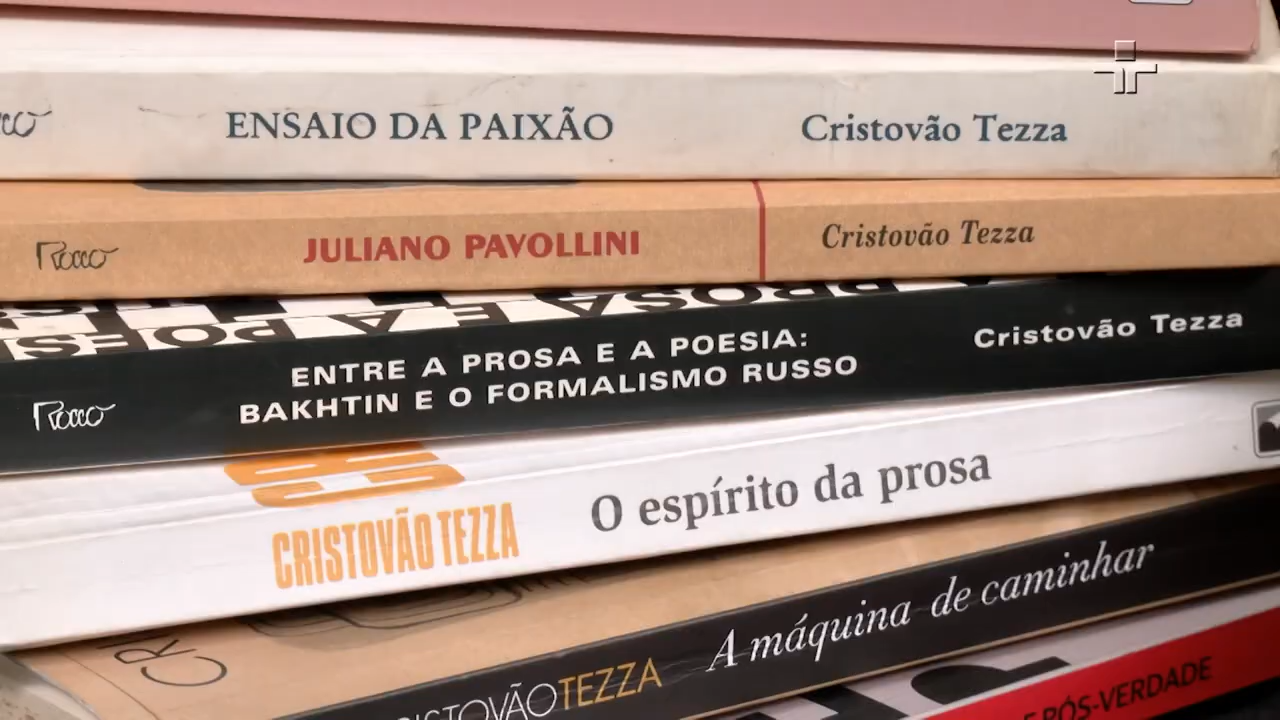 ENSAIO DA PAIXÃO Cristovão Tezza
Rocco JULIANO PAVOLLINI Cristovão Tezza
ENTRE A PROSA E A POESIA:
BAKHTIN E O FORMALISMO RUSSO
Cristovão Tezza
Rocco
CRISTOVÃO TEZZA O espírito da prosa
TEZZA A máquina de caminhar
PÓS-VERDADE